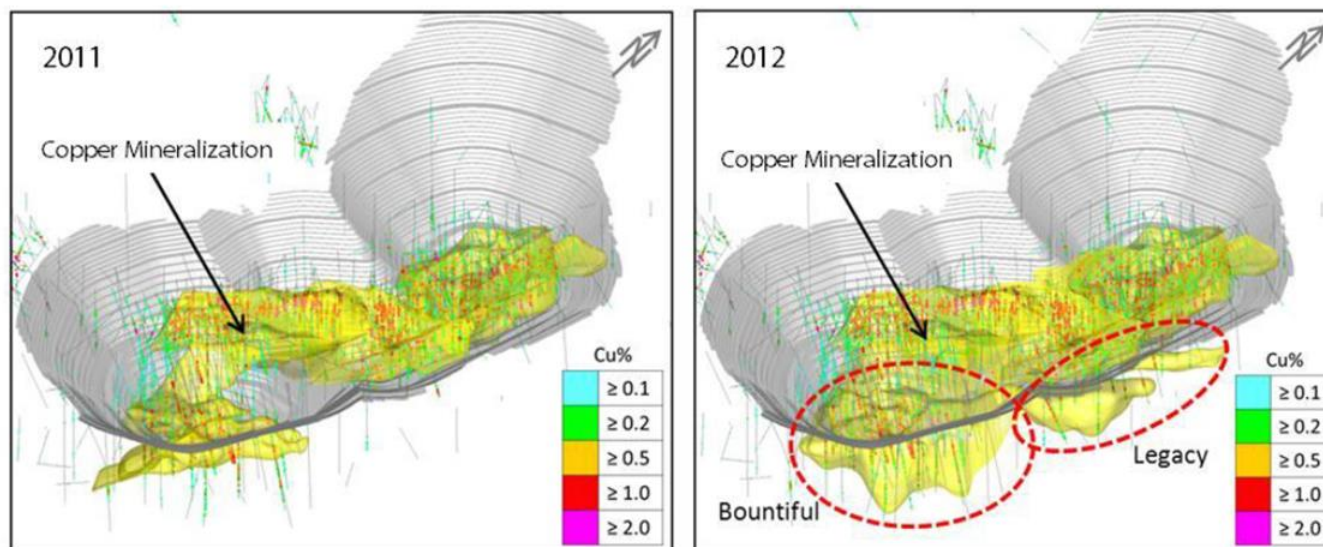 2011
N
Copper Mineralization
Cu%
≥ 0.1
≥ 0.2
≥ 0.5
≥ 1.0
≥ 2.0
2012
N
Copper Mineralization
Cu%
≥ 0.1
≥ 0.2
≥ 0.5
≥ 1.0
≥ 2.0
Legacy
Bountiful